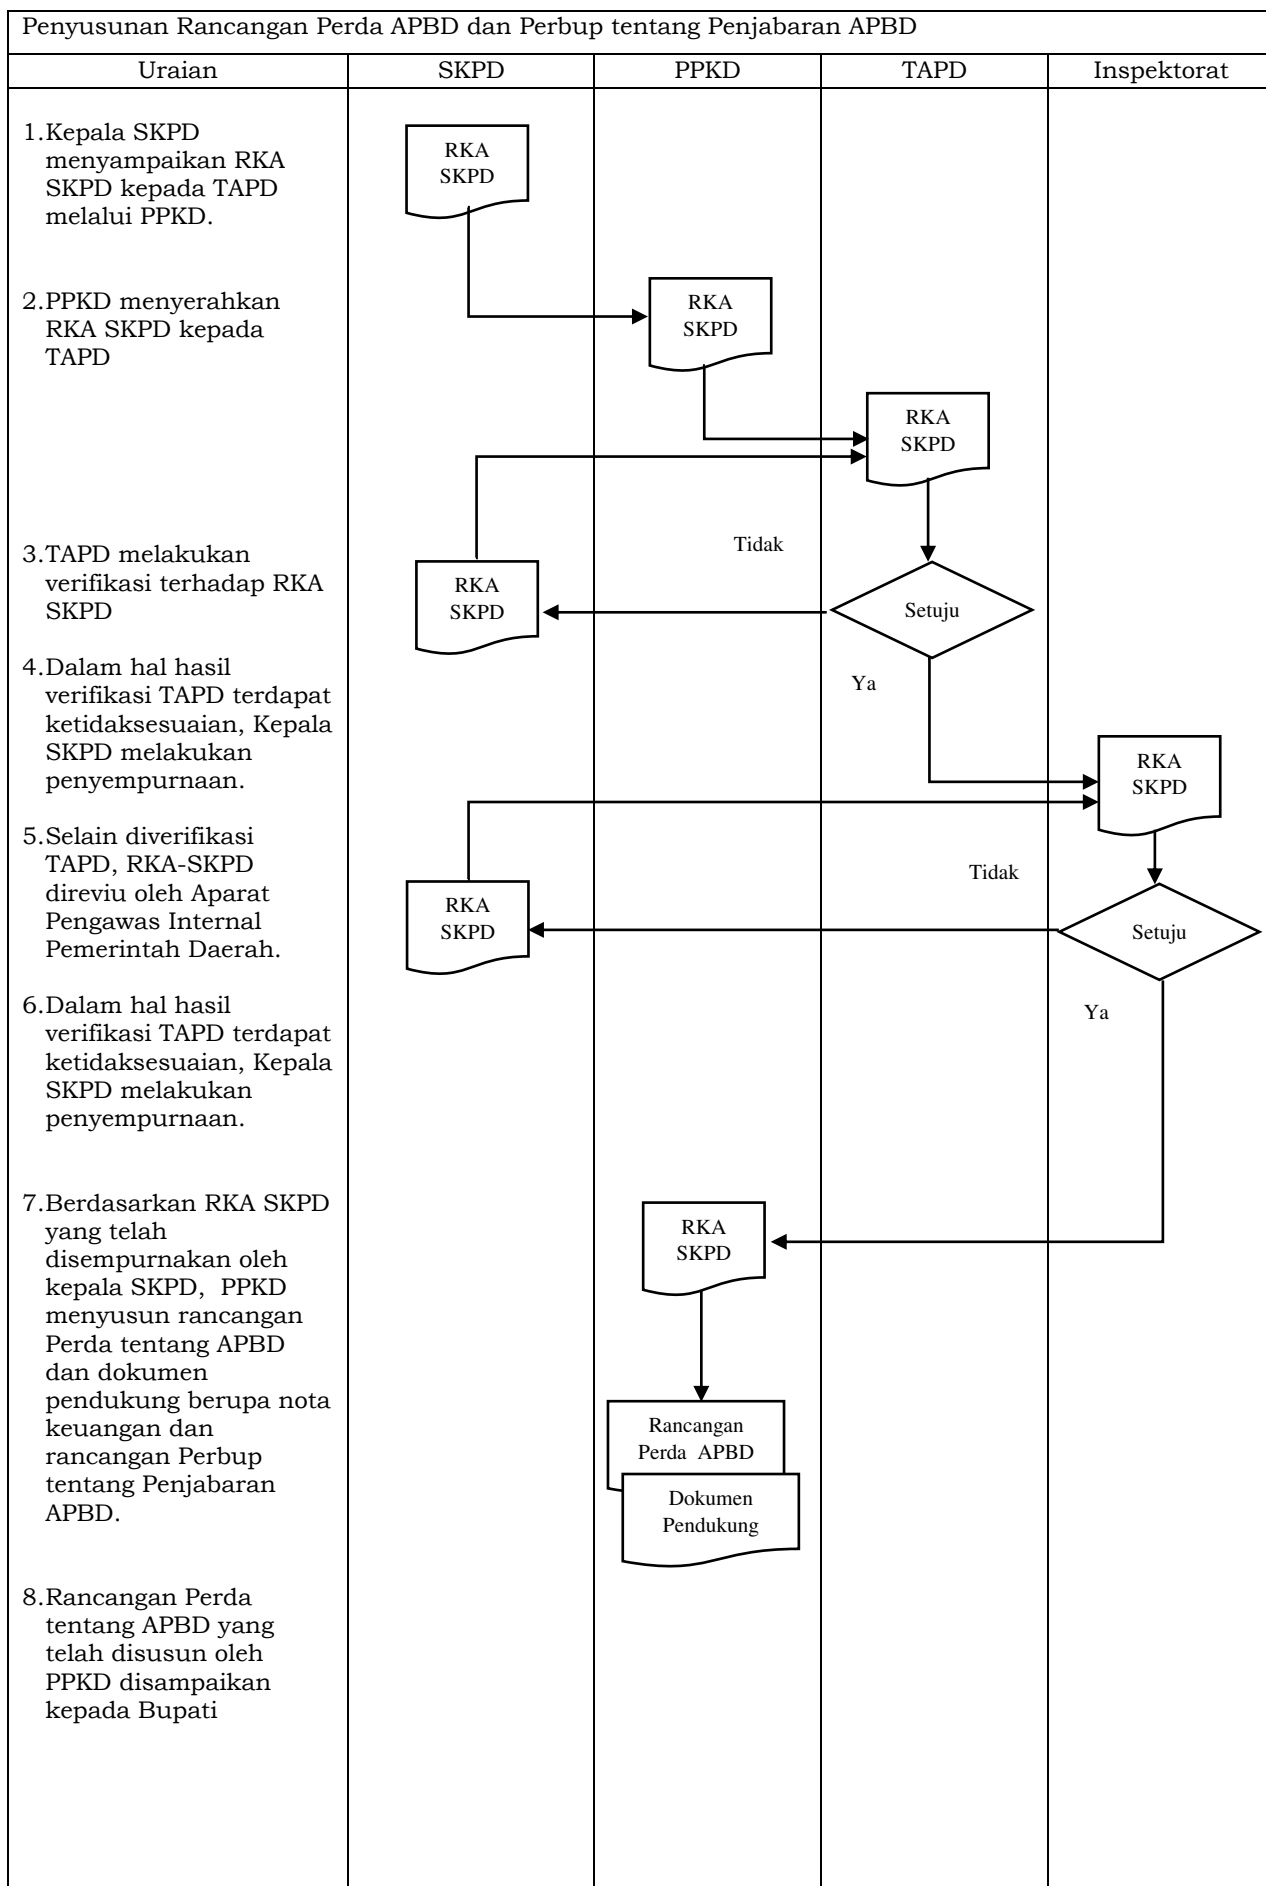 Penyusunan Rancangan Perda APBD dan Perbup tentang Penjabaran APBD
Uraian
SKPD
PPKD
TAPD
Inspektorat
1.Kepala SKPD
menyampaikan RKA
SKPD kepada TAPD
melalui PPKD.
RKA
SKPD
2.PPKD menyerahkan
RKA SKPD kepada
TAPD
RKA
SKPD
RKA
SKPD
3.TAPD melakukan
verifikasi terhadap RKA
SKPD
Tidak
RKA
SKPD
Setuju
4.Dalam hal hasil
verifikasi TAPD terdapat
ketidaksesuaian, Kepala
SKPD melakukan
penyempurnaan.
Ya
RKA
SKPD
5.Selain diverifikasi
TAPD, RKA-SKPD
direviu oleh Aparat
Pengawas Internal
Pemerintah Daerah.
Tidak
RKA
SKPD
Setuju
6.Dalam hal hasil
verifikasi TAPD terdapat
ketidaksesuaian, Kepala
SKPD melakukan
penyempurnaan.
Ya
7.Berdasarkan RKA SKPD
yang telah
disempurnakan oleh
kepala SKPD,  PPKD
menyusun rancangan
Perda tentang APBD
dan dokumen
pendukung berupa nota
keuangan dan
rancangan Perbup
tentang Penjabaran
APBD.
RKA
SKPD
Rancangan
Perda  APBD
Dokumen
Pendukung
8.Rancangan Perda
tentang APBD yang
telah disusun oleh
PPKD disampaikan
kepada Bupati